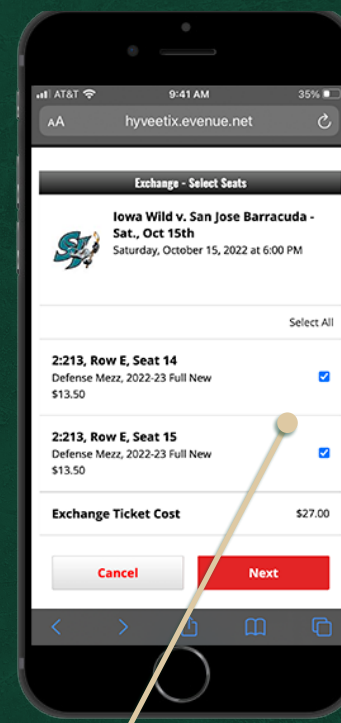 AT&T 9:41 AM 35%
AA hyveetix.evenue.net
Exchange - Select Seats
Iowa Wild v. San Jose Barracuda -
Sat., Oct 15th
Saturday, October 15, 2022 at 6:00 PM
SJ
Select All
2:213, Row E, Seat 14
Defense Mezz, 2022-23 Full New
$13.50
2:213, Row E, Seat 15
Defense Mezz, 2022-23 Full New
$13.50
Exchange Ticket Cost $27.00
Cancel Next